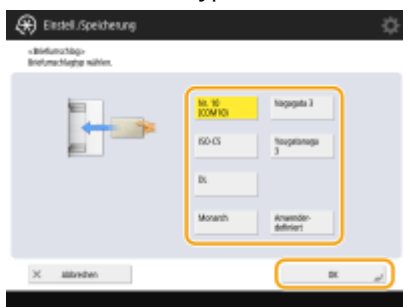 Einstell./Speicherung
<Briefumschlag>
Briefumschlagtyp wählen.
Nr. 10
(COM10)
Nagagata 3
ISO-C5
Yougatanaga
3
DL
Monarch
Anwender-
definiert
Abbrechen
OK